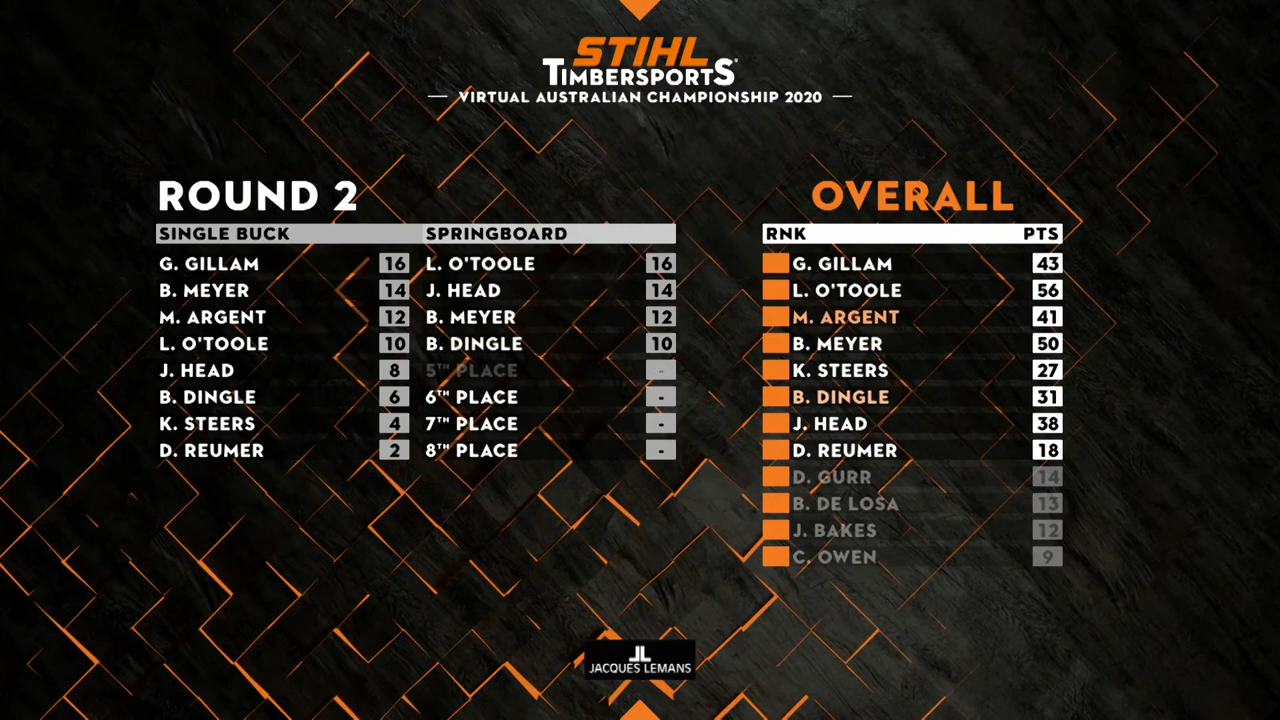 STIHL
TIMBERSPORTS®
VIRTUAL AUSTRALIAN CHAMPIONSHIP 2020
ROUND 2
SINGLE BUCK SPRINGBOARD
G. GILLAM 16 L. O'TOOLE 16
B. MEYER 14 J. HEAD 14
M. ARGENT 12 B. MEYER 12
L. O'TOOLE 10 B. DINGLE 10
J. HEAD 8 5TH PLACE -
B. DINGLE 6 6TH PLACE -
K. STEERS 4 7TH PLACE -
D. REUMER 2 8TH PLACE -
OVERALL
RNK PTS
G. GILLAM 43
L. O'TOOLE 56
M. ARGENT 41
B. MEYER 50
K. STEERS 27
B. DINGLE 31
J. HEAD 38
D. REUMER 18
D. GURR 14
B. DE LOSA 13
J. BAKES 12
C. OWEN 9
JL
JACQUES LEMANS